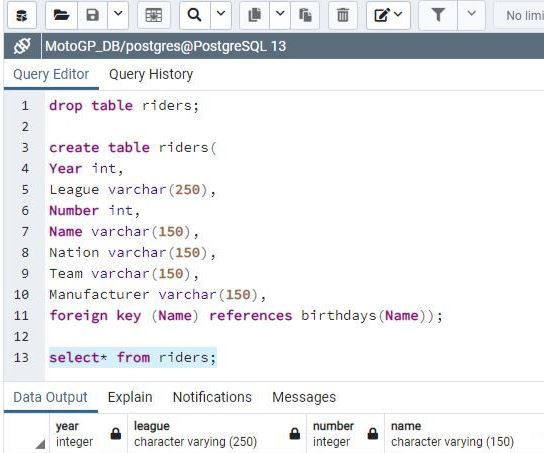 No limi
MotoGP_DB/postgres@PostgreSQL 13
Query Editor Query History
1 drop table riders;
2
3 create table riders(
4 Year int,
5 League varchar(250),
6 Number int,
7 Name varchar(150),
8 Nation varchar(150),
9 Team varchar(150),
10 Manufacturer varchar(150),
11 foreign key (Name) references birthdays(Name));
12
13 select* from riders;
Data Output Explain Notifications Messages
year league number name
integer character varying (250) integer character varying (150)